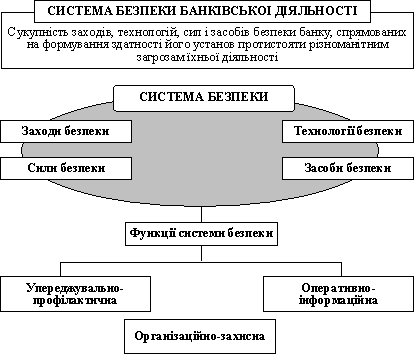 СИСТЕМА БЕЗПЕКИ БАНКІВСЬКОЇ ДІЯЛЬНОСТІ
Сукупність заходів, технологій, сил і засобів безпеки банку, спрямованих
на формування здатності його установ протистояти різноманітним
загрозам їхньої діяльності
СИСТЕМА БЕЗПЕКИ
Заходи безпеки
Технології безпеки
Сили безпеки
Засоби безпеки
Функції системи безпеки
Упереджувально-
профілактична
Оперативно-
інформаційна
Організаційно-захисна